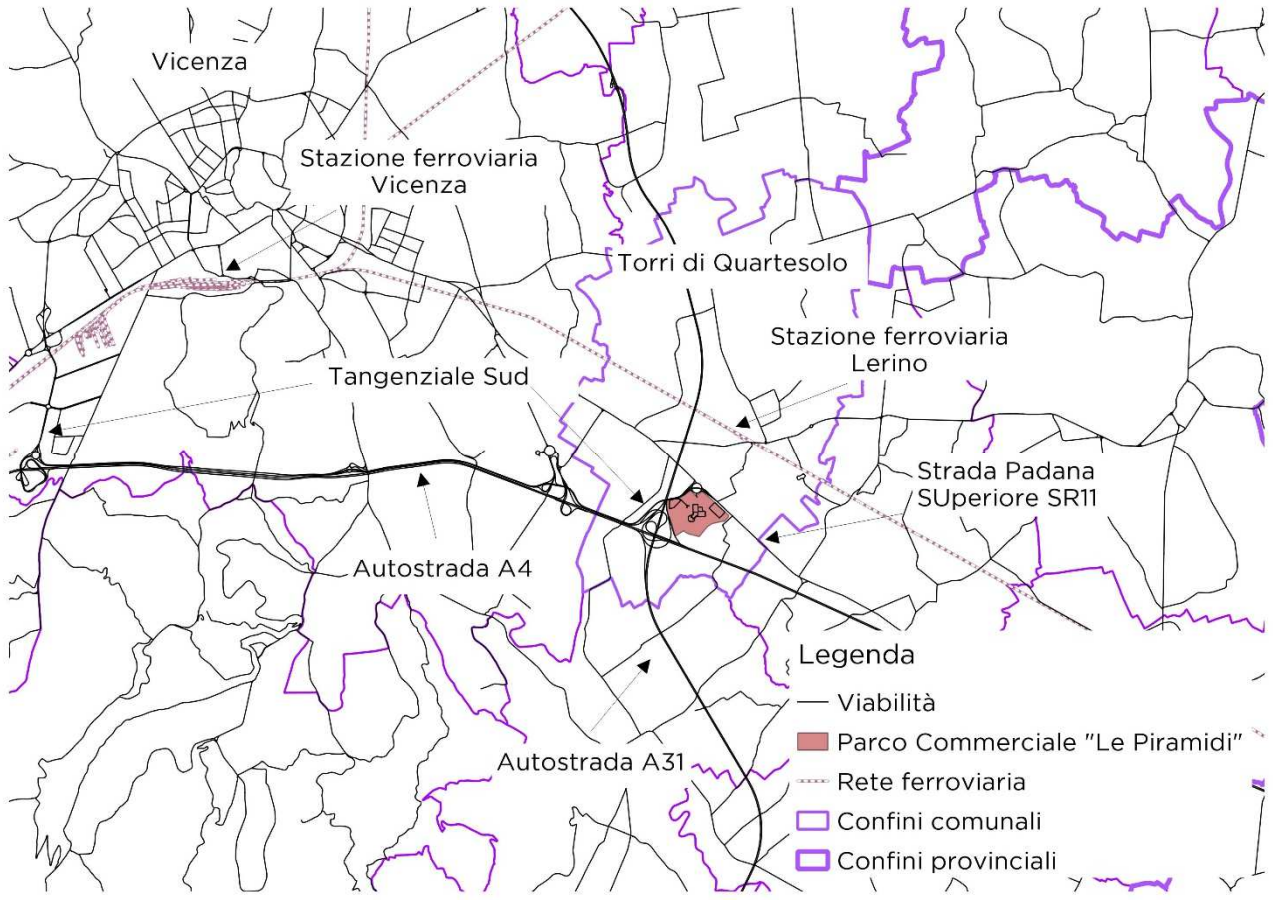 Vicenza
Stazione ferroviaria
Vicenza
Torri di Quartesolo
Stazione ferroviaria
Lerino
Tangenziale Sud
Strada Padana
SUperiore SR11
Autostrada A4
Autostrada A31
Legenda
Viabilità
Parco Commerciale "Le Piramidi"
Rete ferroviaria
Confini comunali
Confini provinciali